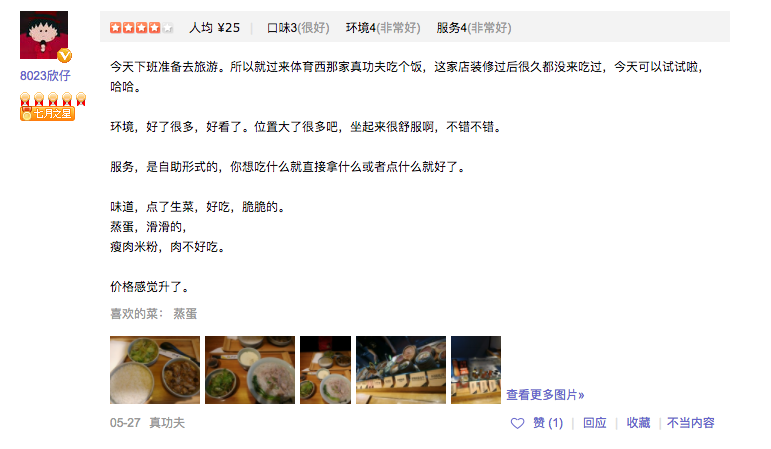 人均 ¥25 口味3(很好) 环境4(非常好) 服务4(非常好)
8023欣仔
七月之星
今天下班准备去旅游。所以就过来体育西那家真功夫吃个饭，这家店装修过后很久都没来吃过，今天可以试试啦，
哈哈。
环境，好了很多，好看了。位置大了很多吧，坐起来很舒服啊，不错不错。
服务，是自助形式的，你想吃什么就直接拿什么或者点什么就好了。
味道，点了生菜，好吃，脆脆的。
蒸蛋，滑滑的，
瘦肉米粉，肉不好吃。
价格感觉升了。
喜欢的菜： 蒸蛋
查看更多图片»
05-27 真功夫 赞 (1) | 回应 | 收藏 | 不当内容